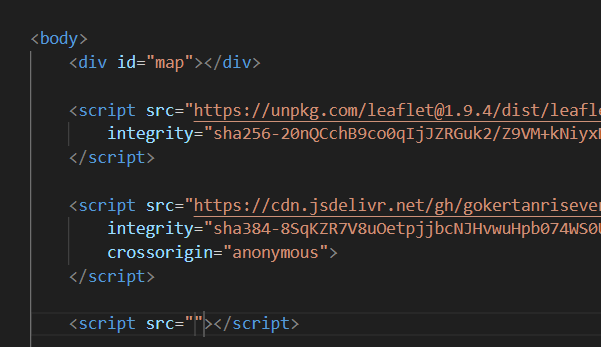 <body>
<div id="map"></div>
<script src="https://unpkg.com/leaflet@1.9.4/dist/leafle
integrity="sha256-20nQCchB9co0qIjJZRGuk2/Z9VM+kNiyxN
</script>
<script src="https://cdn.jsdelivr.net/gh/gokertanrisever
integrity="sha384-8SqKZR7V8uOetpjjbcNJHvwuHpb074WS0U
crossorigin="anonymous">
</script>
<script src=""></script>